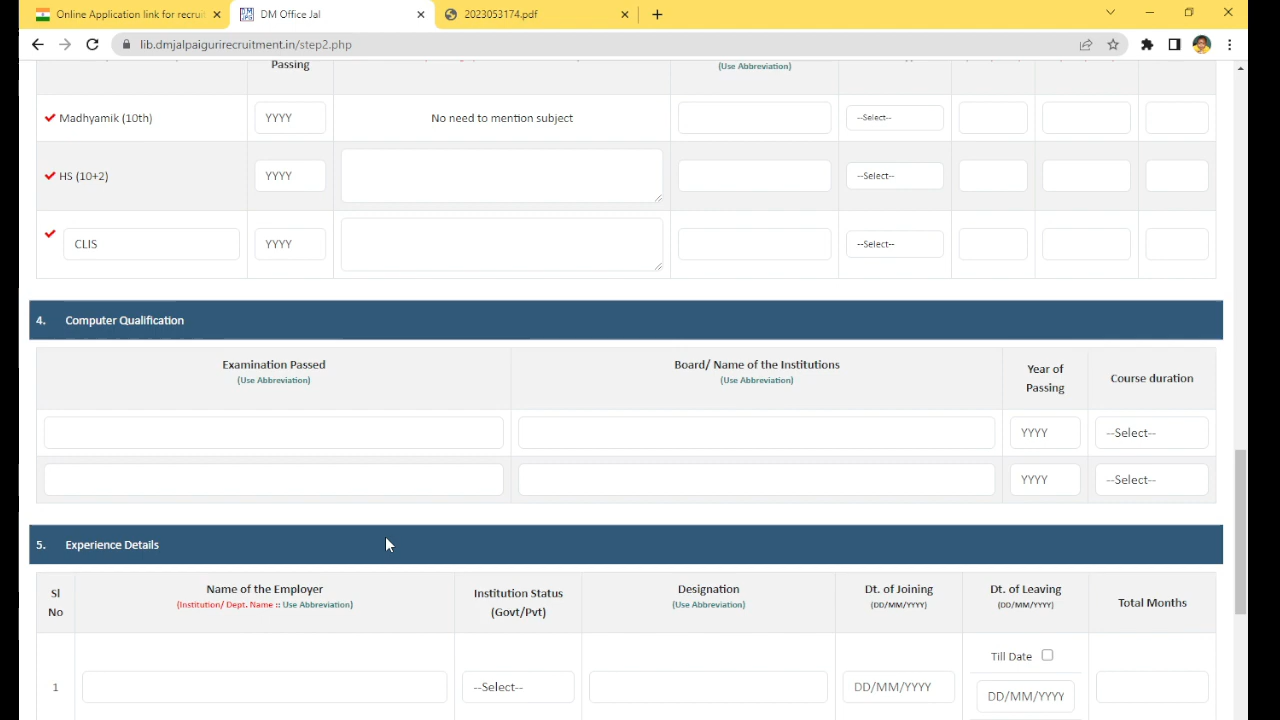 Online Application link for recruit
DM Office Jal
2023053174.pdf
lib.dmjalpaigurirecruitment.in/step2.php
Passing
(Use Abbreviation)
Madhyamik (10th)
YYYY
No need to mention subject
--Select--
HS (10+2)
YYYY
--Select--
CLIS
YYYY
--Select--
4. Computer Qualification
Examination Passed
(Use Abbreviation)
Board/ Name of the Institutions
(Use Abbreviation)
Year of
Passing
Course duration
YYYY
--Select--
YYYY
--Select--
5. Experience Details
Sl
No
Name of the Employer
(Institution/ Dept. Name :: Use Abbreviation)
Institution Status
(Govt/Pvt)
Designation
(Use Abbreviation)
Dt. of Joining
(DD/MM/YYYY)
Dt. of Leaving
(DD/MM/YYYY)
Total Months
Till Date
1
--Select--
DD/MM/YYYY
DD/MM/YYYY